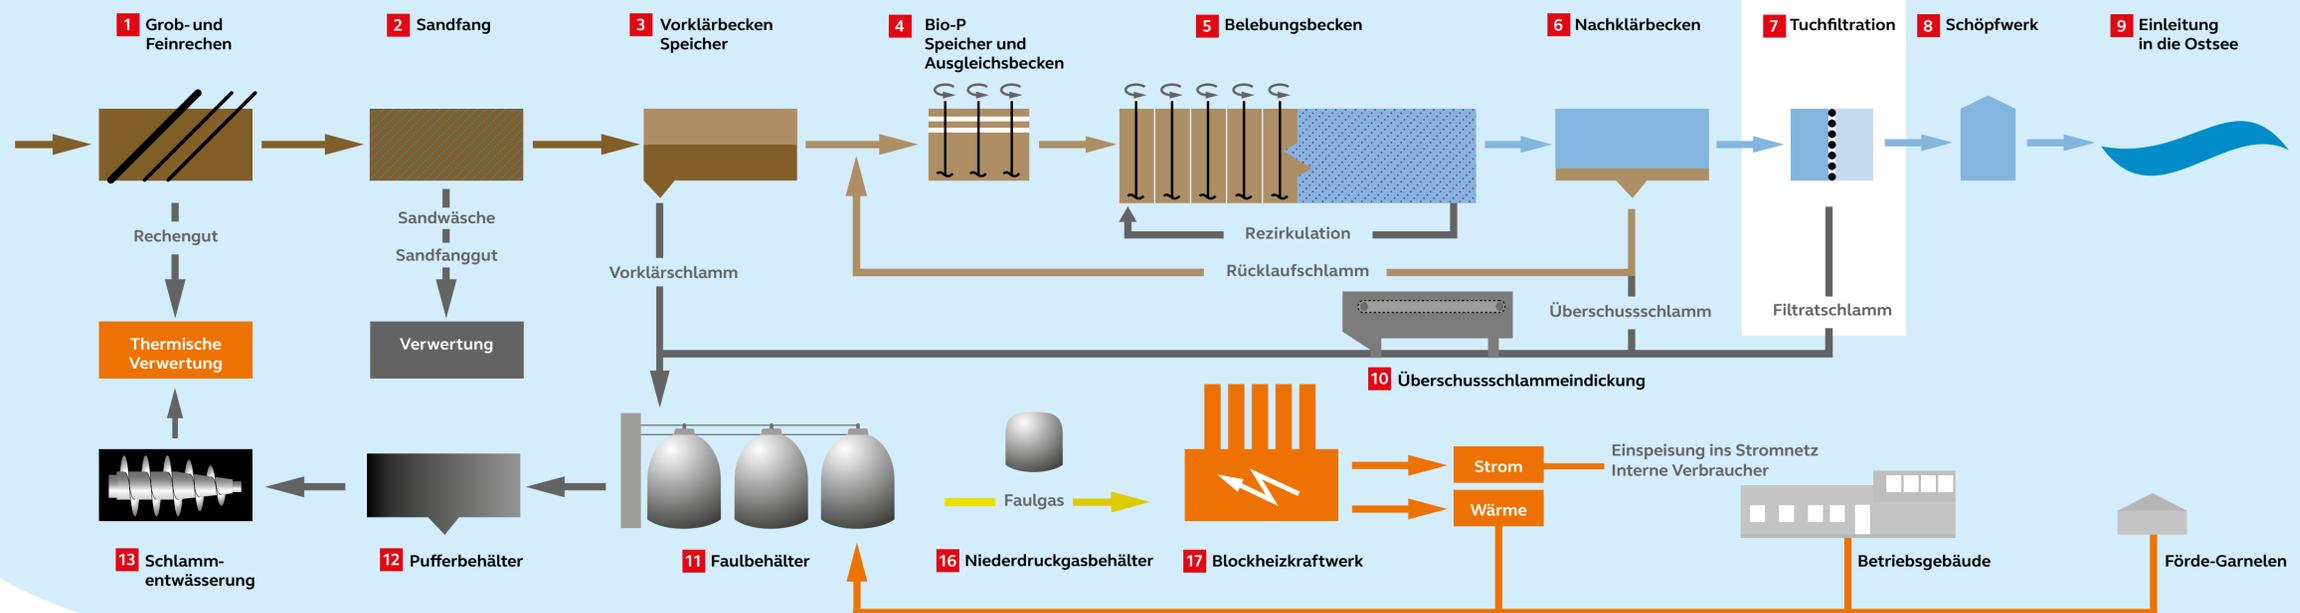 1 Grob- und
Feinrechen
2 Sandfang
3 Vorklärbecken
Speicher
4 Bio-P
Speicher und
Ausgleichsbecken
5 Belebungsbecken
6 Nachklärbecken
7 Tuchfiltration
8 Schöpfwerk
9 Einleitung
in die Ostsee
Rechengut
Sandwäsche
Sandfanggut
Vorklärschlamm
Rezirkulation
Rücklaufschlamm
Überschussschlamm
Filtratschlamm
Thermische
Verwertung
Verwertung
10 Überschussschlammeindickung
Strom
Einspeisung ins Stromnetz
Interne Verbraucher
Faulgas
Wärme
13 Schlamm-
entwässerung
12 Pufferbehälter
11 Faulbehälter
16 Niederdruckgasbehälter
17 Blockheizkraftwerk
Betriebsgebäude
Förde-Garnelen